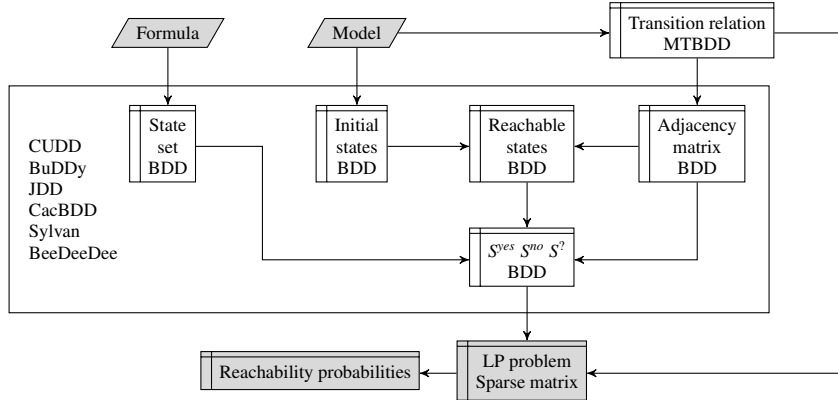 Formula
Model
Transition relation
MTBDD
CUDD
BuDDy
JDD
CacBDD
Sylvan
BeeDeeDee
State
set
BDD
Initial
states
BDD
Reachable
states
BDD
Adjacency
matrix
BDD
S^yes S^no S^?
BDD
Reachability probabilities
LP problem
Sparse matrix